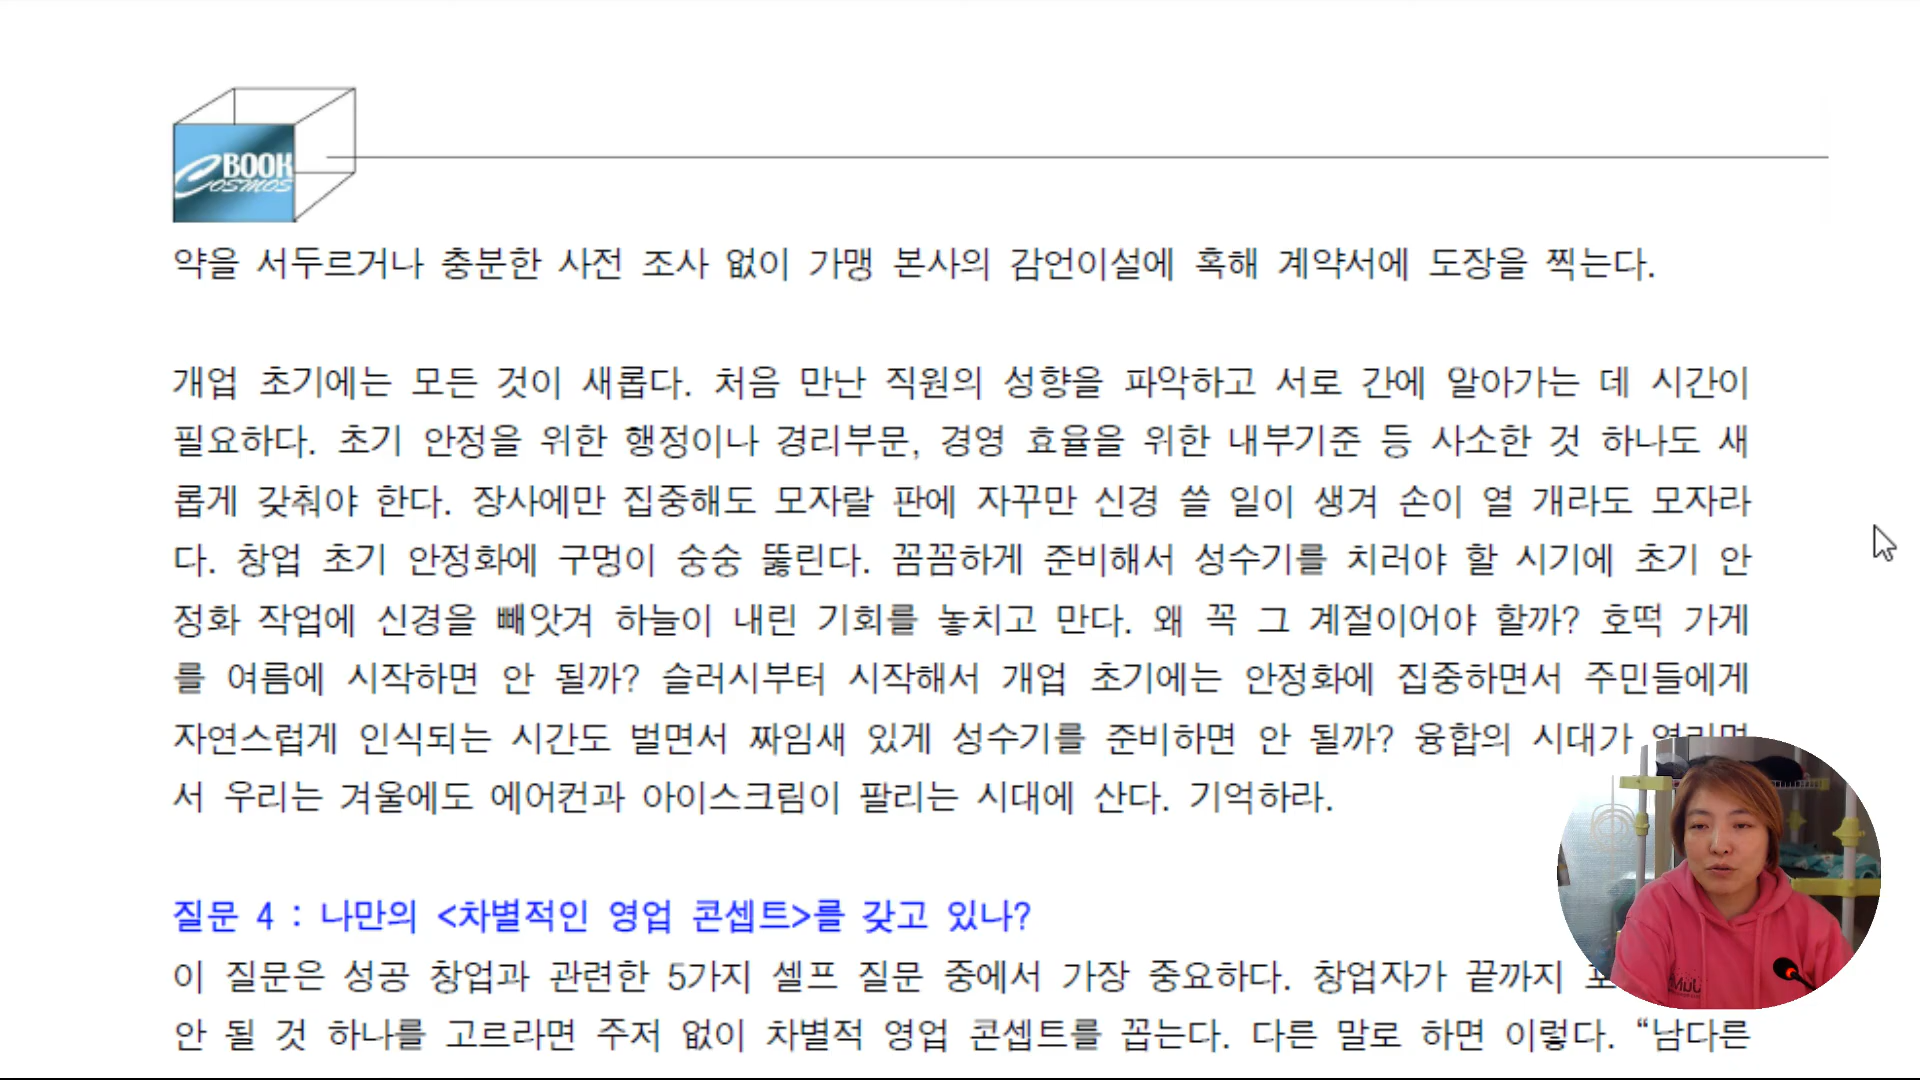 BOOK
COSMOS
약을 서두르거나 충분한 사전 조사 없이 가맹 본사의 감언이설에 혹해 계약서에 도장을 찍는다.
개업 초기에는 모든 것이 새롭다. 처음 만난 직원의 성향을 파악하고 서로 간에 알아가는 데 시간이
필요하다. 초기 안정을 위한 행정이나 경리부문, 경영 효율을 위한 내부기준 등 사소한 것 하나도 새
롭게 갖춰야 한다. 장사에만 집중해도 모자랄 판에 자꾸만 신경 쓸 일이 생겨 손이 열 개라도 모자라
다. 창업 초기 안정화에 구멍이 숭숭 뚫린다. 꼼꼼하게 준비해서 성수기를 치러야 할 시기에 초기 안
정화 작업에 신경을 빼앗겨 하늘이 내린 기회를 놓치고 만다. 왜 꼭 그 계절이어야 할까? 호떡 가게
를 여름에 시작하면 안 될까? 슬러시부터 시작해서 개업 초기에는 안정화에 집중하면서 주민들에게
자연스럽게 인식되는 시간도 벌면서 짜임새 있게 성수기를 준비하면 안 될까? 융합의 시대가
서 우리는 겨울에도 에어컨과 아이스크림이 팔리는 시대에 산다. 기억하라.
질문 4 : 나만의 <차별적인 영업 콘셉트>를 갖고 있나?
이 질문은 성공 창업과 관련한 5가지 셀프 질문 중에서 가장 중요하다. 창업자가 끝까지
안 될 것 하나를 고르라면 주저 없이 차별적 영업 콘셉트를 꼽는다. 다른 말로 하면 이렇다. “남다른